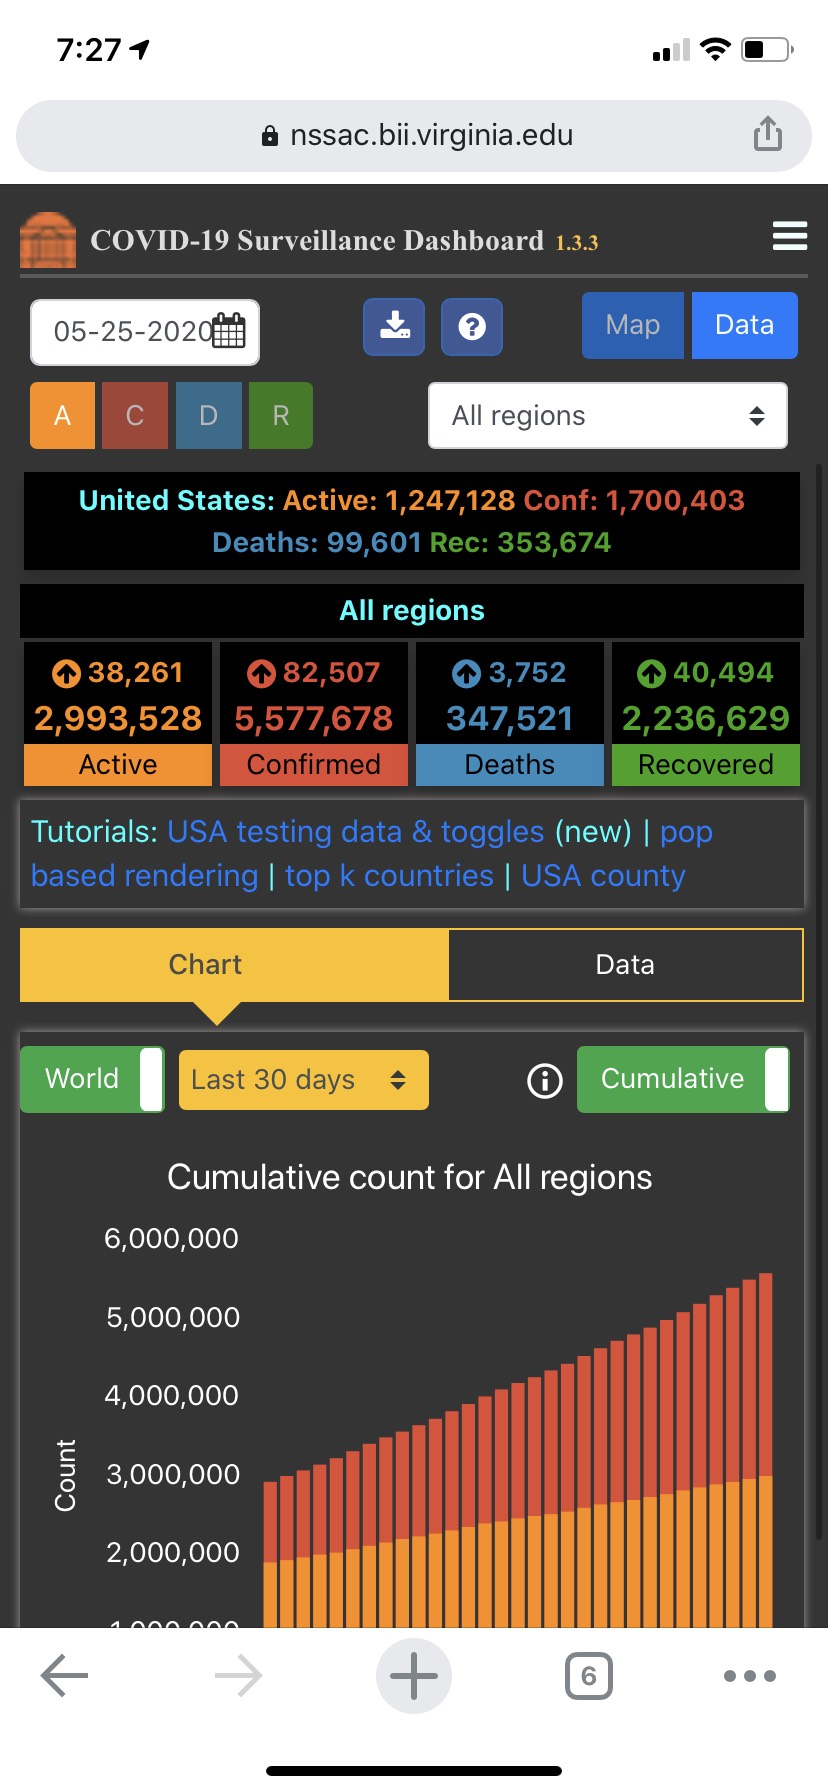 7:27
nssac.bii.virginia.edu
COVID-19 Surveillance Dashboard 1.3.3
05-25-2020
Map Data
A C D R
All regions
United States: Active: 1,247,128 Conf: 1,700,403
Deaths: 99,601 Rec: 353,674
All regions
38,261 82,507 3,752 40,494
2,993,528 5,577,678 347,521 2,236,629
Active Confirmed Deaths Recovered
Tutorials: USA testing data & toggles (new) | pop
based rendering | top k countries | USA county
Chart Data
World Last 30 days Cumulative
Cumulative count for All regions
6,000,000
5,000,000
4,000,000
3,000,000
Count
2,000,000
1,000,000
6